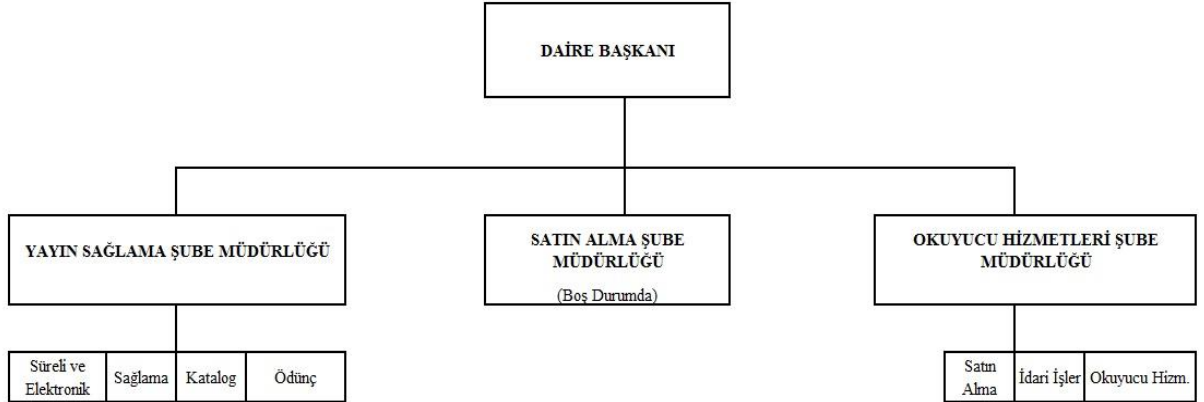 DAİRE BAŞKANI
YAYIN SAĞLAMA ŞUBE MÜDÜRLÜĞÜ
SATIN ALMA ŞUBE
MÜDÜRLÜĞÜ
(Boş Durumda)
OKUYUCU HİZMETLERİ ŞUBE
MÜDÜRLÜĞÜ
Süreli ve
Elektronik
Sağlama
Katalog
Ödünç
Satın
Alma
İdari İşler
Okuyucu Hizm.